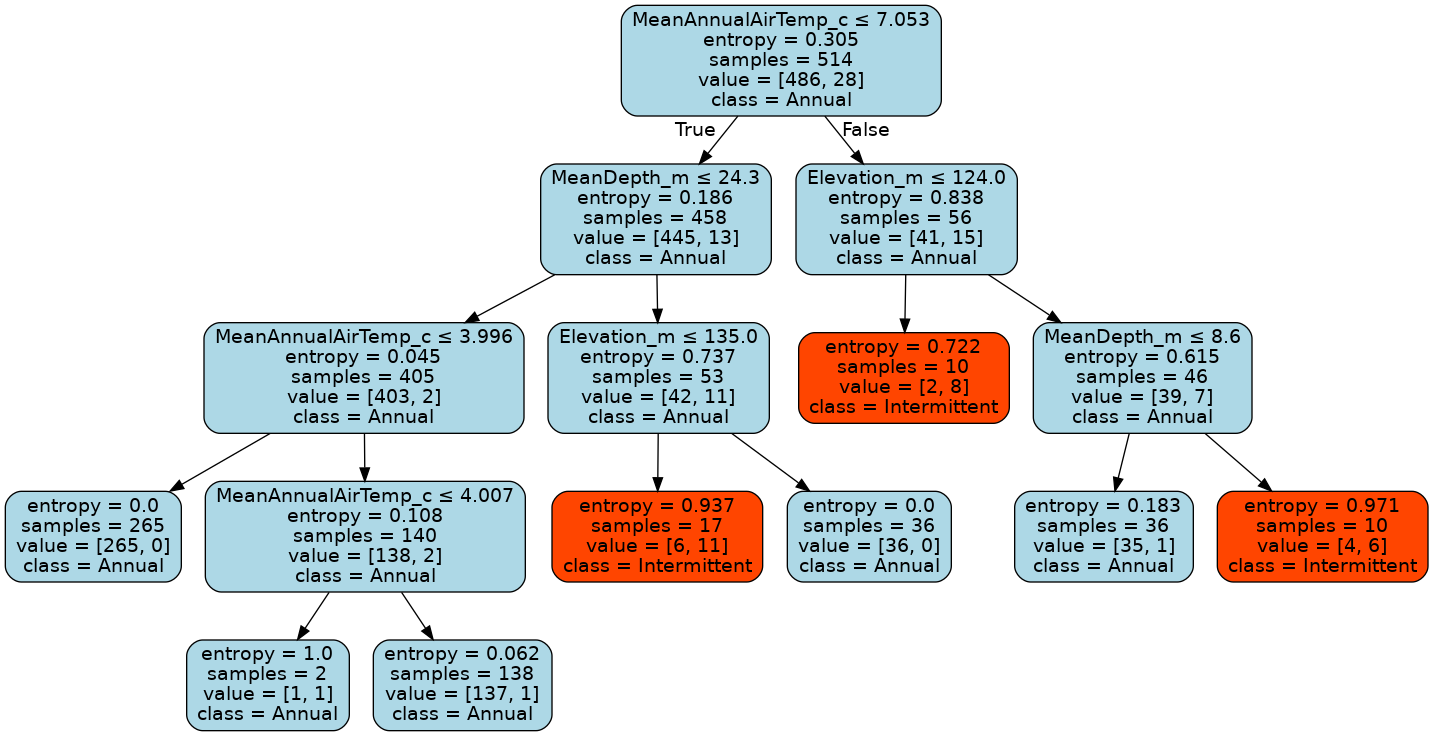 MeanAnnualAirTemp_c ≤ 7.053
entropy = 0.305
samples = 514
value = [486, 28]
class = Annual
True
False
MeanDepth_m ≤ 24.3
entropy = 0.186
samples = 458
value = [445, 13]
class = Annual
Elevation_m ≤ 124.0
entropy = 0.838
samples = 56
value = [41, 15]
class = Annual
MeanAnnualAirTemp_c ≤ 3.996
entropy = 0.045
samples = 405
value = [403, 2]
class = Annual
Elevation_m ≤ 135.0
entropy = 0.737
samples = 53
value = [42, 11]
class = Annual
entropy = 0.722
samples = 10
value = [2, 8]
class = Intermittent
MeanDepth_m ≤ 8.6
entropy = 0.615
samples = 46
value = [39, 7]
class = Annual
entropy = 0.0
samples = 265
value = [265, 0]
class = Annual
MeanAnnualAirTemp_c ≤ 4.007
entropy = 0.108
samples = 140
value = [138, 2]
class = Annual
entropy = 0.937
samples = 17
value = [6, 11]
class = Intermittent
entropy = 0.0
samples = 36
value = [36, 0]
class = Annual
entropy = 0.183
samples = 36
value = [35, 1]
class = Annual
entropy = 0.971
samples = 10
value = [4, 6]
class = Intermittent
entropy = 1.0
samples = 2
value = [1, 1]
class = Annual
entropy = 0.062
samples = 138
value = [137, 1]
class = Annual